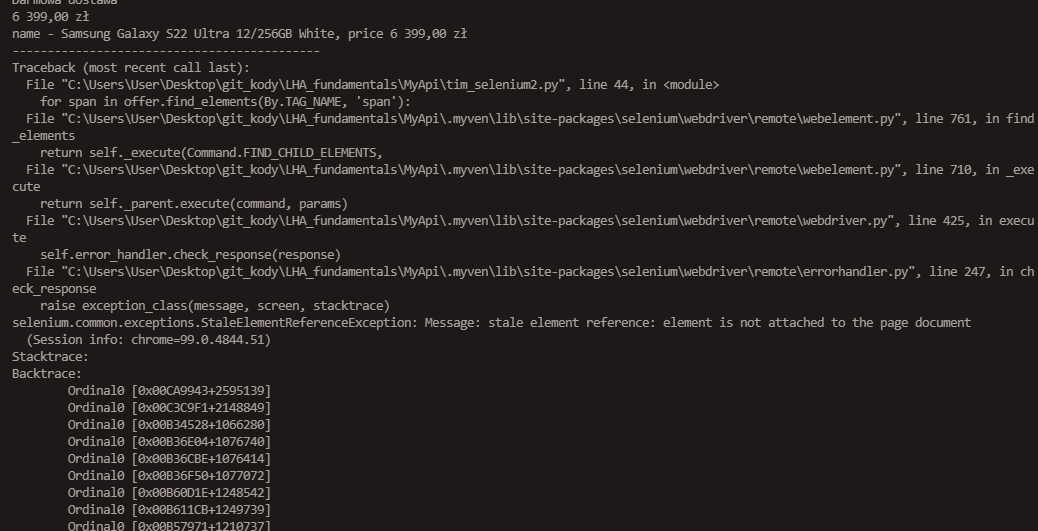 Darmowa dostawa
6 399,00 zł
name - Samsung Galaxy S22 Ultra 12/256GB White, price 6 399,00 zł
--------------------------------------------
Traceback (most recent call last):
  File "C:\Users\User\Desktop\git_kody\LHA_fundamentals\MyApi\tim_selenium2.py", line 44, in <module>
    for span in offer.find_elements(By.TAG_NAME, 'span'):
  File "C:\Users\User\Desktop\git_kody\LHA_fundamentals\MyApi\.myven\lib\site-packages\selenium\webdriver\remote\webelement.py", line 761, in find
_elements
    return self._execute(Command.FIND_CHILD_ELEMENTS,
  File "C:\Users\User\Desktop\git_kody\LHA_fundamentals\MyApi\.myven\lib\site-packages\selenium\webdriver\remote\webelement.py", line 710, in _exe
cute
    return self._parent.execute(command, params)
  File "C:\Users\User\Desktop\git_kody\LHA_fundamentals\MyApi\.myven\lib\site-packages\selenium\webdriver\remote\webdriver.py", line 425, in execu
te
    self.error_handler.check_response(response)
  File "C:\Users\User\Desktop\git_kody\LHA_fundamentals\MyApi\.myven\lib\site-packages\selenium\webdriver\remote\errorhandler.py", line 247, in ch
eck_response
    raise exception_class(message, screen, stacktrace)
selenium.common.exceptions.StaleElementReferenceException: Message: stale element reference: element is not attached to the page document
  (Session info: chrome=99.0.4844.51)
Stacktrace:
Backtrace:
        Ordinal0 [0x00CA9943+2595139]
        Ordinal0 [0x00C3C9F1+2148849]
        Ordinal0 [0x00B34528+1066280]
        Ordinal0 [0x00B36E04+1076740]
        Ordinal0 [0x00B36CBE+1076414]
        Ordinal0 [0x00B36F50+1077072]
        Ordinal0 [0x00B60D1E+1248542]
        Ordinal0 [0x00B611CB+1249739]
        Ordinal0 [0x00B57971+1210737]